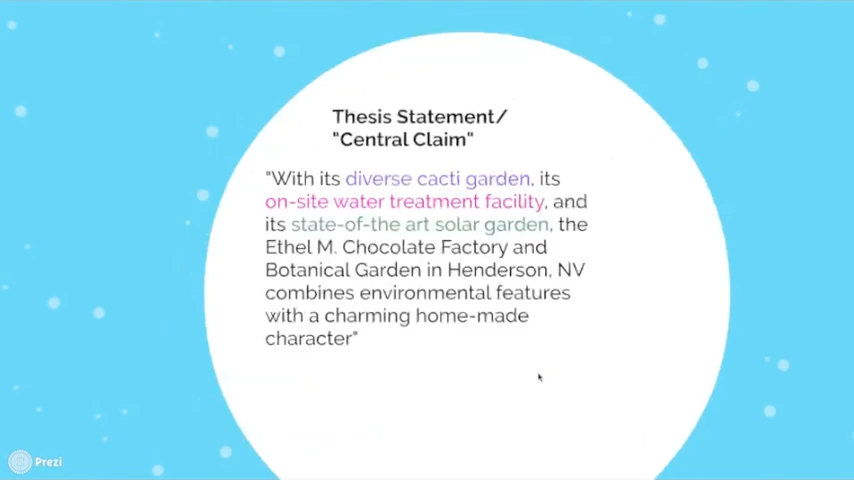 Thesis Statement/
"Central Claim"
"With its diverse cacti garden, its
on-site water treatment facility, and
its state-of-the art solar garden, the
Ethel M. Chocolate Factory and
Botanical Garden in Henderson, NV
combines environmental features
with a charming home-made
character"
Prezi